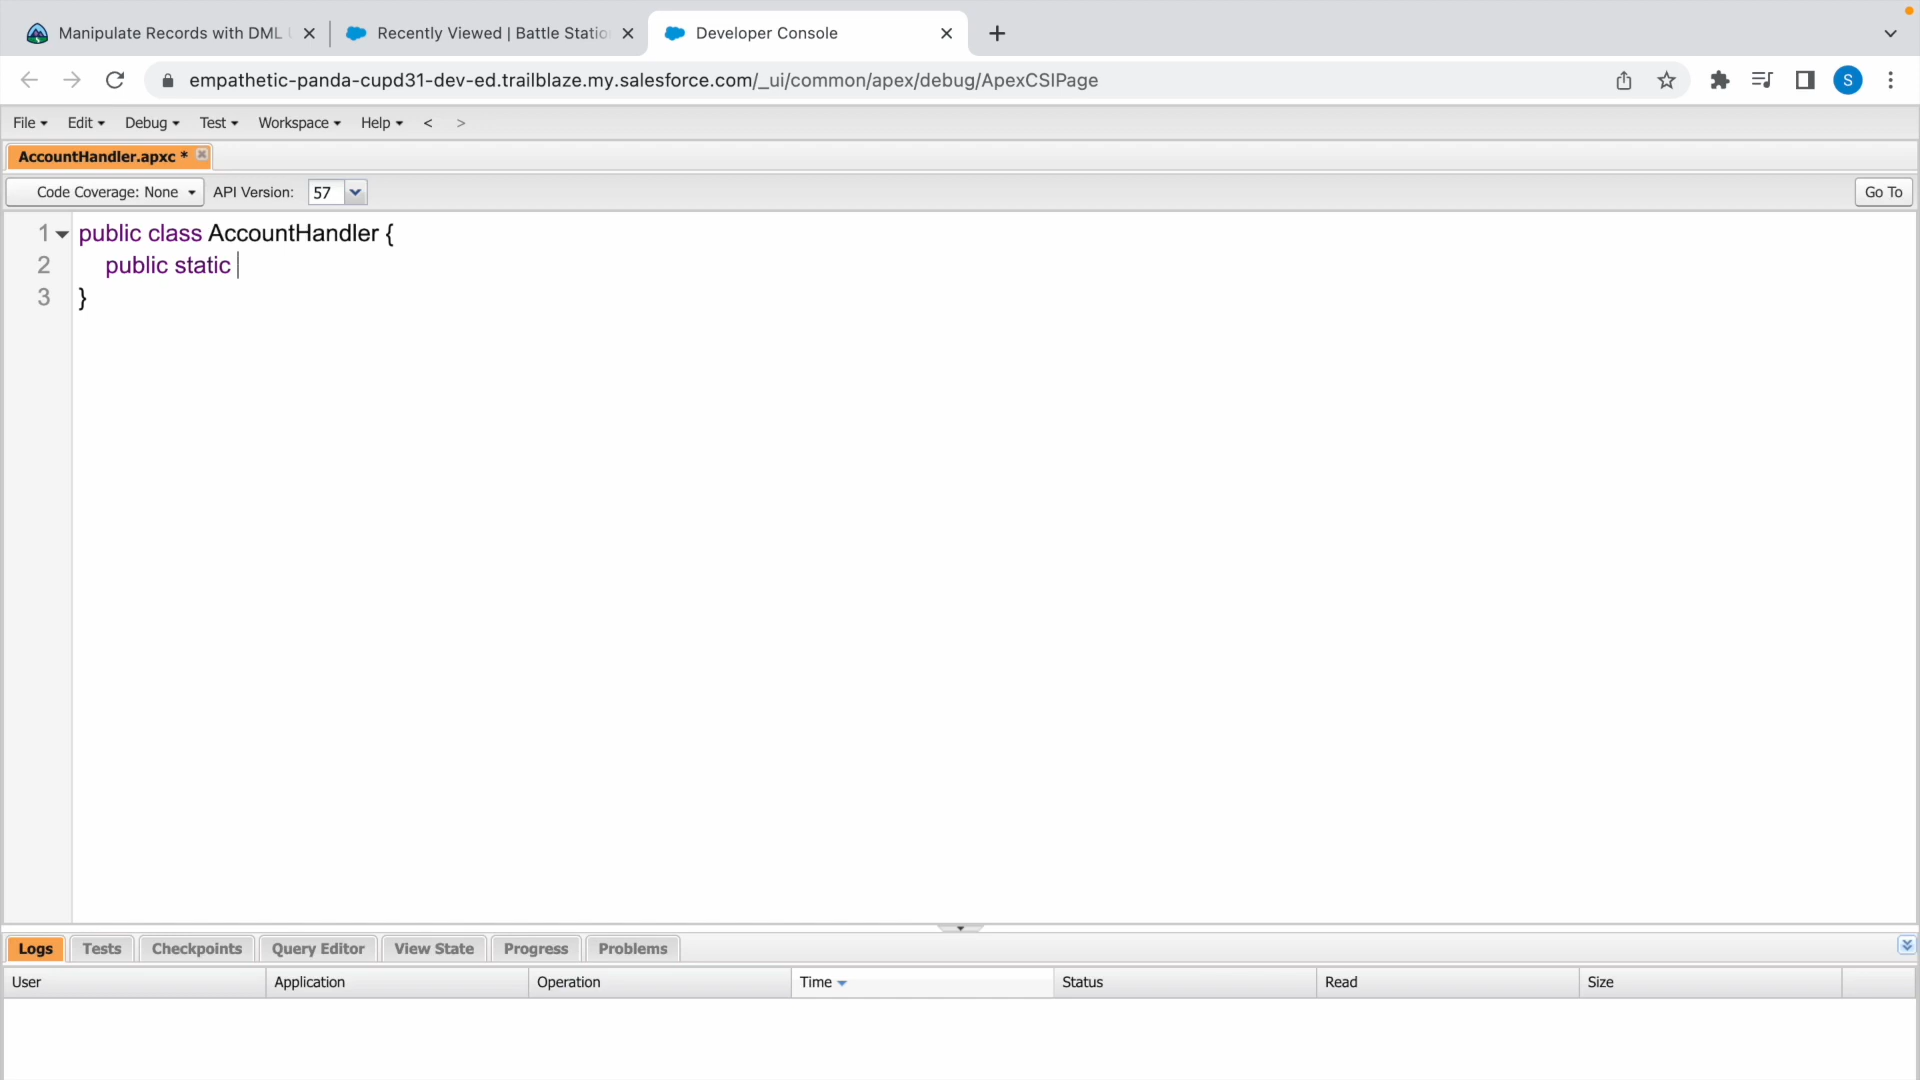 Manipulate Records with DML
Recently Viewed | Battle Statio
Developer Console
empathetic-panda-cupd31-dev-ed.trailblaze.my.salesforce.com/_ui/common/apex/debug/ApexCSIPage
S
File Edit Debug Test Workspace Help < >
AccountHandler.apxc *
Code Coverage: None API Version: 57 Go To
1 public class AccountHandler {
2 public static
3 }
Logs Tests Checkpoints Query Editor View State Progress Problems
User Application Operation Time Status Read Size